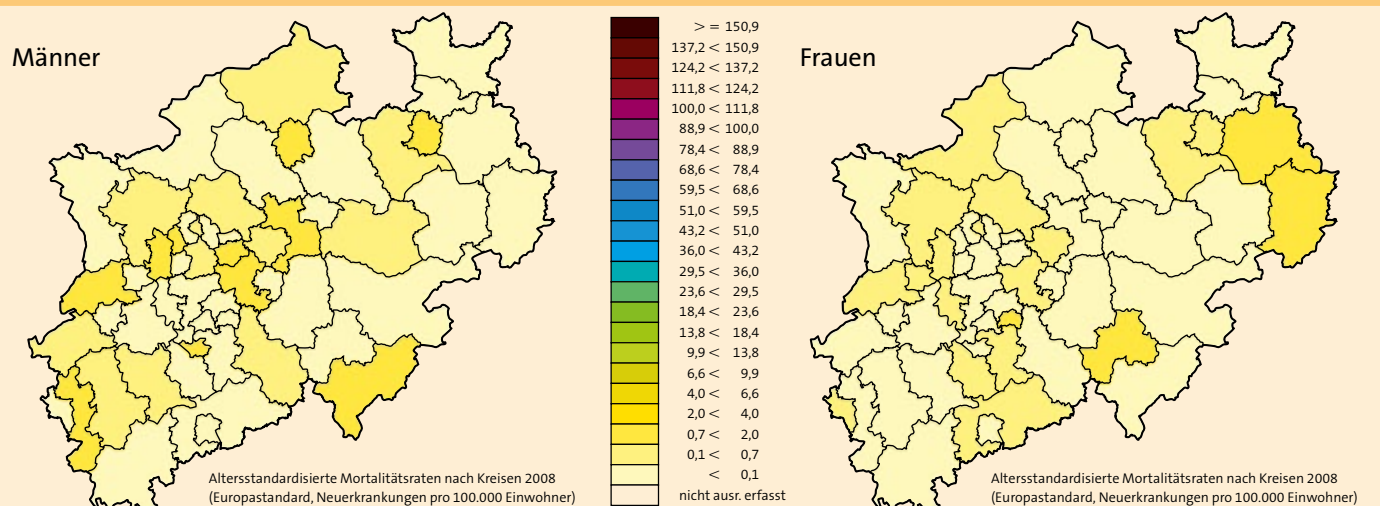 Männer
> = 150,9
137,2 < 150,9
124,2 < 137,2
111,8 < 124,2
100,0 < 111,8
88,9 < 100,0
78,4 < 88,9
68,6 < 78,4
59,5 < 68,6
51,0 < 59,5
43,2 < 51,0
36,0 < 43,2
29,5 < 36,0
23,6 < 29,5
18,4 < 23,6
13,8 < 18,4
9,9 < 13,8
6,6 < 9,9
4,0 < 6,6
2,0 < 4,0
0,7 < 2,0
0,1 < 0,7
< 0,1
nicht ausr. erfasst
Altersstandardisierte Mortalitätsraten nach Kreisen 2008
(Europastandard, Neuerkrankungen pro 100.000 Einwohner)
Frauen
Altersstandardisierte Mortalitätsraten nach Kreisen 2008
(Europastandard, Neuerkrankungen pro 100.000 Einwohner)